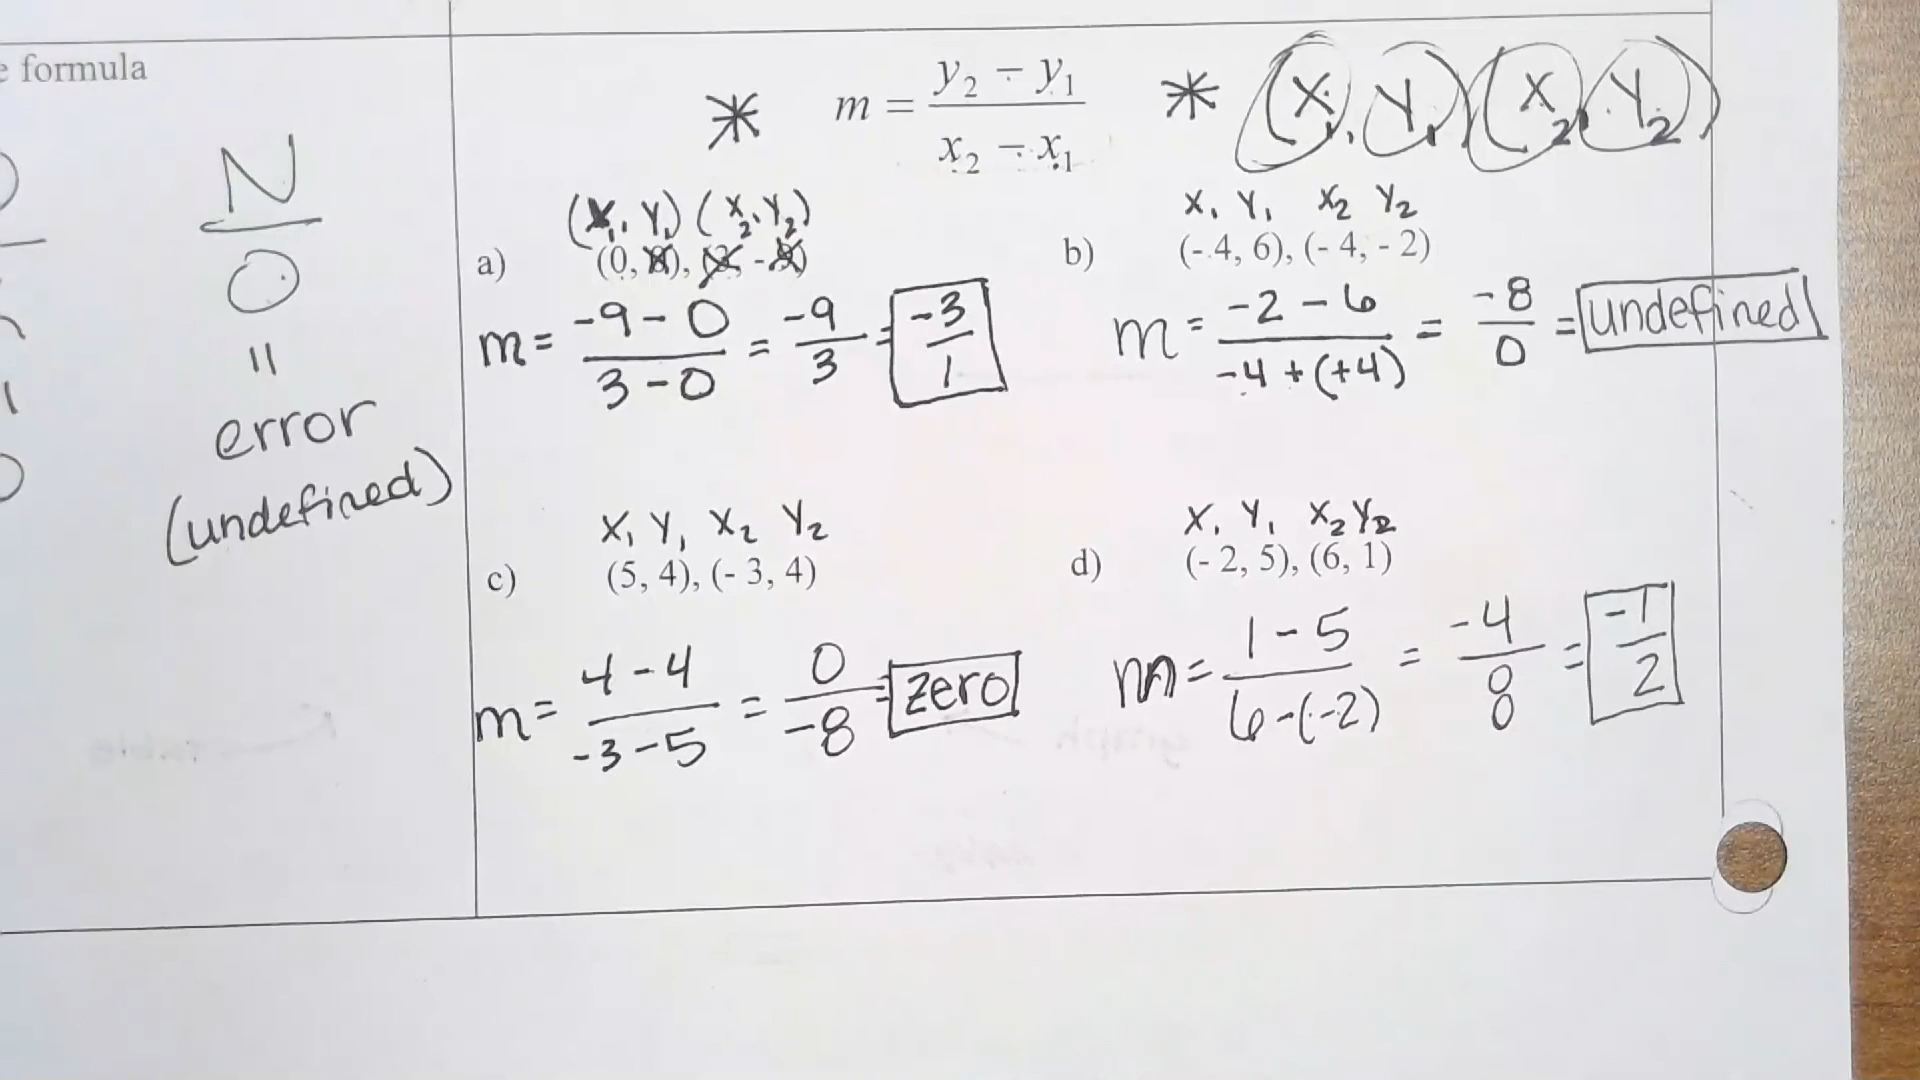 e formula
m = y₂ − y₁ / x₂ − x₁
* * (x₁, y₁) (x₂, y₂)
N / 0 = error (undefined)
(x₁, y₁) (x₂, y₂)
a) (0,
m = -9 - 0 / 3 - 0 = -9 / 3 = -3 / 1
x₁ y₁ x₂ y₂
b) (- 4, 6), (- 4, - 2)
m = -2 - 6 / -4 + (+4) = -8 / 0 = undefined
x₁ y₁ x₂ y₂
c) (5, 4), (- 3, 4)
m = 4 - 4 / -3 - 5 = 0 / -8 = zero
x₁ y₁ x₂ y₂
d) (- 2, 5), (6, 1)
m = 1 - 5 / 6 - (-2) = -4 / 8 = -1 / 2